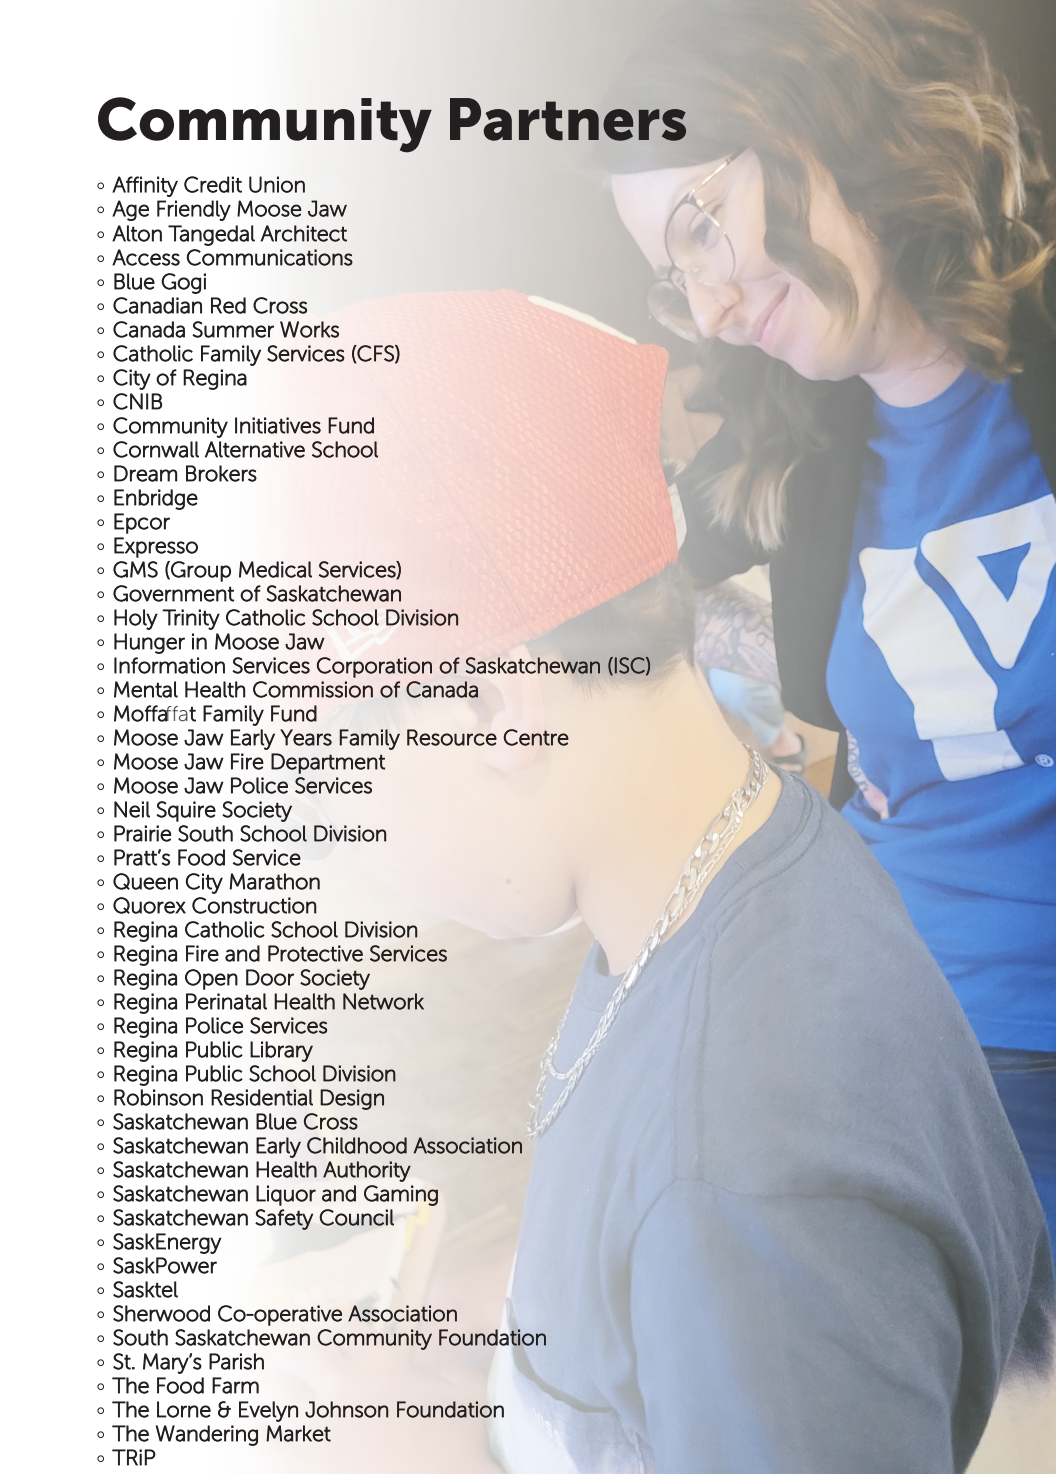 Community Partners
◦ Affinity Credit Union
◦ Age Friendly Moose Jaw
◦ Alton Tangedal Architect
◦ Access Communications
◦ Blue Gogi
◦ Canadian Red Cross
◦ Canada Summer Works
◦ Catholic Family Services (CFS)
◦ City of Regina
◦ CNIB
◦ Community Initiatives Fund
◦ Cornwall Alternative School
◦ Dream Brokers
◦ Enbridge
◦ Epcor
◦ Expresso
◦ GMS (Group Medical Services)
◦ Government of Saskatchewan
◦ Holy Trinity Catholic School Division
◦ Hunger in Moose Jaw
◦ Information Services Corporation of Saskatchewan (ISC)
◦ Mental Health Commission of Canada
◦ Moffaffat Family Fund
◦ Moose Jaw Early Years Family Resource Centre
◦ Moose Jaw Fire Department
◦ Moose Jaw Police Services
◦ Neil Squire Society
◦ Prairie South School Division
◦ Pratt’s Food Service
◦ Queen City Marathon
◦ Quorex Construction
◦ Regina Catholic School Division
◦ Regina Fire and Protective Services
◦ Regina Open Door Society
◦ Regina Perinatal Health Network
◦ Regina Police Services
◦ Regina Public Library
◦ Regina Public School Division
◦ Robinson Residential Design
◦ Saskatchewan Blue Cross
◦ Saskatchewan Early Childhood Association
◦ Saskatchewan Health Authority
◦ Saskatchewan Liquor and Gaming
◦ Saskatchewan Safety Council
◦ SaskEnergy
◦ SaskPower
◦ Sasktel
◦ Sherwood Co-operative Association
◦ South Saskatchewan Community Foundation
◦ St. Mary’s Parish
◦ The Food Farm
◦ The Lorne & Evelyn Johnson Foundation
◦ The Wandering Market
◦ TRiP